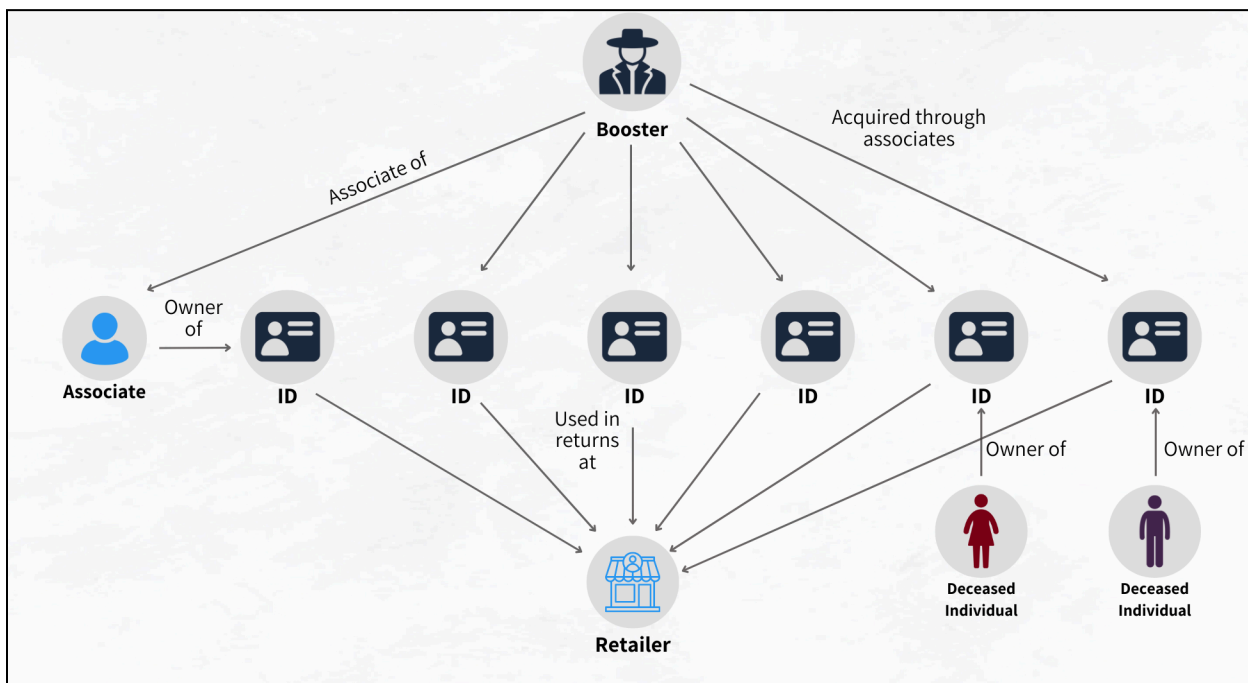 Booster
Acquired through
associates
Associate of
Owner
of
Associate
ID
ID
ID
ID
ID
ID
Used in
returns
at
Owner of
Owner of
Retailer
Deceased
Individual
Deceased
Individual